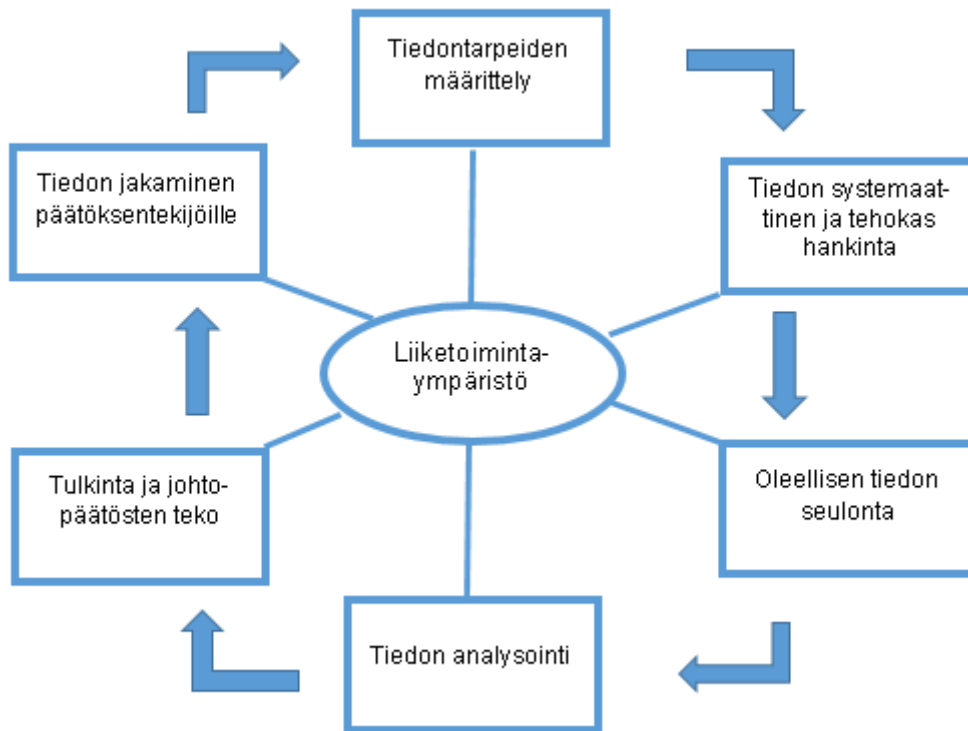 Tiedontarpeiden
määrittely
Tiedon systemaat-
tinen ja tehokas
hankinta
Oleellisen tiedon
seulonta
Tiedon analysointi
Tulkinta ja johto-
päätösten teko
Tiedon jakaminen
päätöksentekijöille
Liiketoiminta-
ympäristö